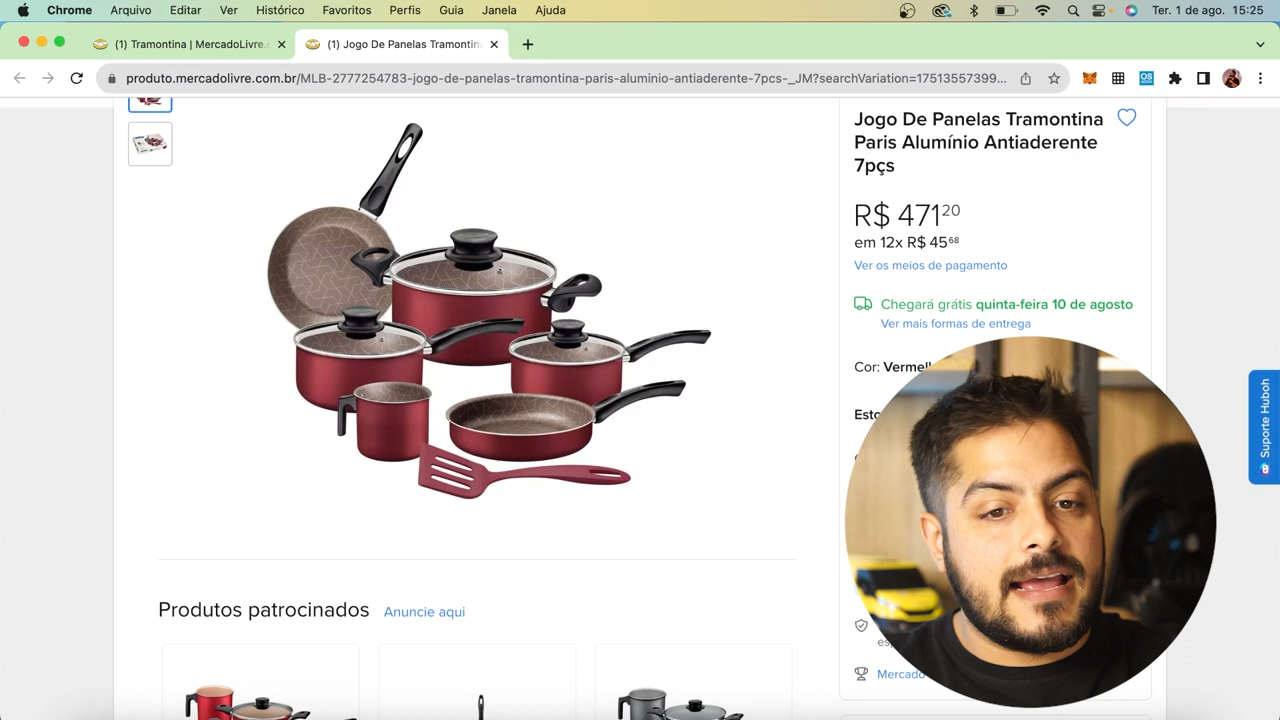 Chrome Arquivo Editar Ver Histórico Favoritos Perfis Guia Janela Ajuda Ter. 1 de ago. 15:25
(1) Tramontina | MercadoLivre.c
(1) Jogo De Panelas Tramontin
produto.mercadolivre.com.br/MLB-2777254783-jogo-de-panelas-tramontina-paris-aluminio-antiaderente-7pcs-_JM?searchVariation=17513557399...
Jogo De Panelas Tramontina
Paris Alumínio Antiaderente
7pçs
R$ 471 20
em 12x R$ 45 68
Ver os meios de pagamento
Chegará grátis quinta-feira 10 de agosto
Ver mais formas de entrega
Cor: Vermel
Esto
Suporte Huboh
Produtos patrocinados Anuncie aqui
Mercado